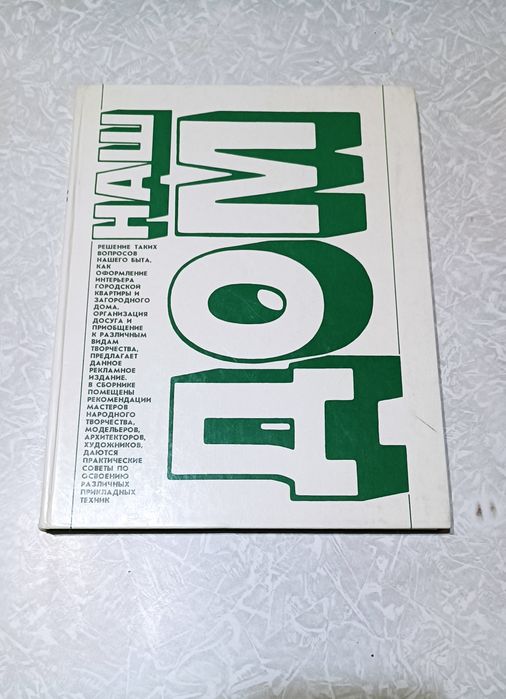 НАШ
ДОМ
РЕШЕНИЕ ТАКИХ
ВОПРОСОВ
НАШЕГО БЫТА,
КАК
ОФОРМЛЕНИЕ
ИНТЕРЬЕРА
ГОРОДСКОЙ
КВАРТИРЫ И
ЗАГОРОДНОГО
ДОМА,
ОРГАНИЗАЦИЯ
ДОСУГА И
ПРИОБЩЕНИЕ
К РАЗЛИЧНЫМ
ВИДАМ
ТВОРЧЕСТВА,
ПРЕДЛАГАЕТ
ДАННОЕ
РЕКЛАМНОЕ
ИЗДАНИЕ.
В СБОРНИКЕ
ПОМЕЩЕНЫ
РЕКОМЕНДАЦИИ
МАСТЕРОВ
НАРОДНОГО
ТВОРЧЕСТВА,
МОДЕЛЬЕРОВ,
АРХИТЕКТОРОВ,
ХУДОЖНИКОВ,
ДАЮТСЯ
ПРАКТИЧЕСКИЕ
СОВЕТЫ ПО
ОСВОЕНИЮ
РАЗЛИЧНЫХ
ПРИКЛАДНЫХ
ТЕХНИК